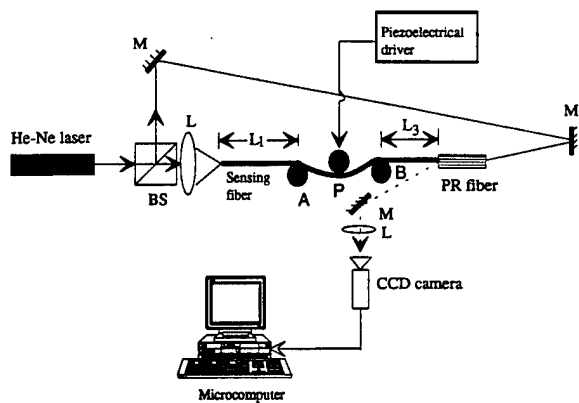 Piezoelectrical
driver
M
M
He-Ne laser
L
L1
L3
BS
Sensing
fiber
A
P
B
PR fiber
M
L
CCD camera
Microcomputer